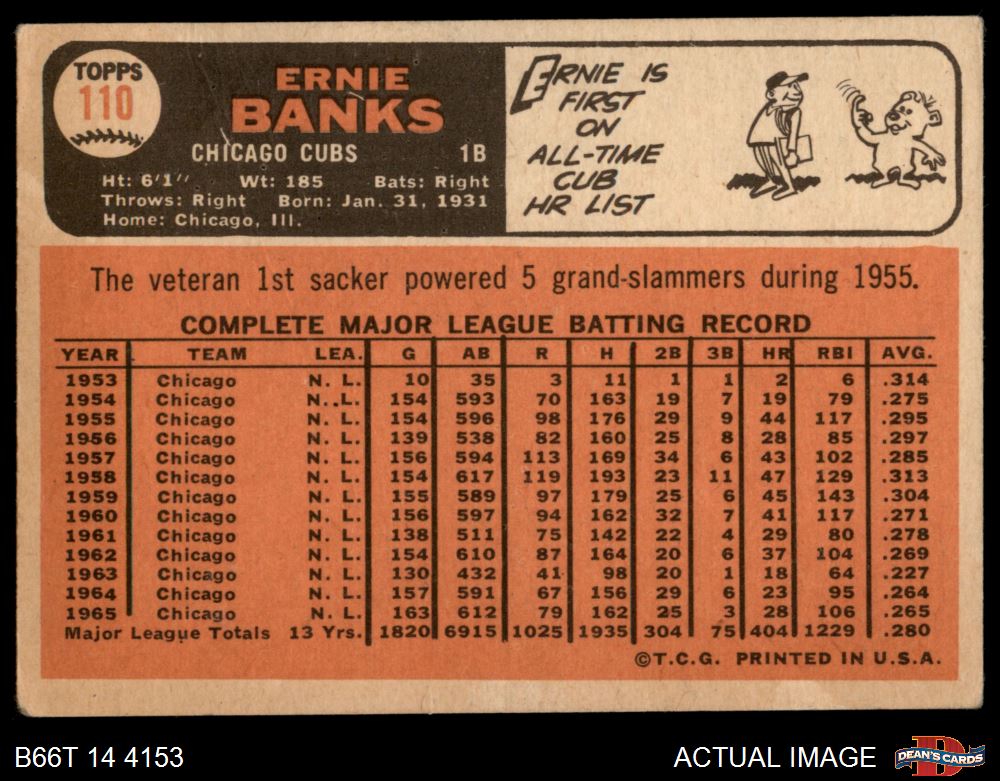 TOPPS
110
ERNIE
BANKS
CHICAGO CUBS 1B
Ht: 6'1" Wt: 185 Bats: Right
Throws: Right Born: Jan. 31, 1931
Home: Chicago, Ill.
ERNIE IS
FIRST
ON
ALL-TIME
CUB
HR LIST
The veteran 1st sacker powered 5 grand-slammers during 1955.
COMPLETE MAJOR LEAGUE BATTING RECORD
YEAR TEAM LEA. G AB R H 2B 3B HR RBI AVG.
1953 Chicago N. L. 10 35 3 11 1 1 2 6 .314
1954 Chicago N. L. 154 593 70 163 19 7 19 79 .275
1955 Chicago N. L. 154 596 98 176 29 9 44 117 .295
1956 Chicago N. L. 139 538 82 160 25 8 28 85 .297
1957 Chicago N. L. 156 594 113 169 34 6 43 102 .285
1958 Chicago N. L. 154 617 119 193 23 11 47 129 .313
1959 Chicago N. L. 155 589 97 179 25 6 45 143 .304
1960 Chicago N. L. 156 597 94 162 32 7 41 117 .271
1961 Chicago N. L. 138 511 75 142 22 4 29 80 .278
1962 Chicago N. L. 154 610 87 164 20 6 37 104 .269
1963 Chicago N. L. 130 432 41 98 20 1 18 64 .227
1964 Chicago N. L. 157 591 67 156 29 6 23 95 .264
1965 Chicago N. L. 163 612 79 162 25 3 28 106 .265
Major League Totals 13 Yrs. 1820 6915 1025 1935 304 75 404 1229 .280
©T.C.G. PRINTED IN U.S.A.
B66T 14 4153 ACTUAL IMAGE DEAN'S CARDS